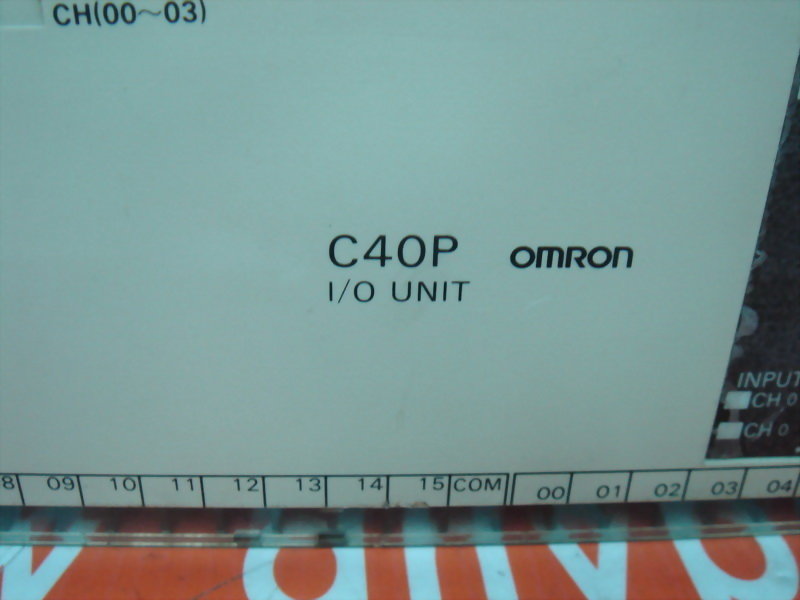 CH(00~03)
C40P omron
I/O UNIT
INPUT
CH 0
CH 0
8 09 10 11 12 13 14 15 COM 00 01 02 03 04